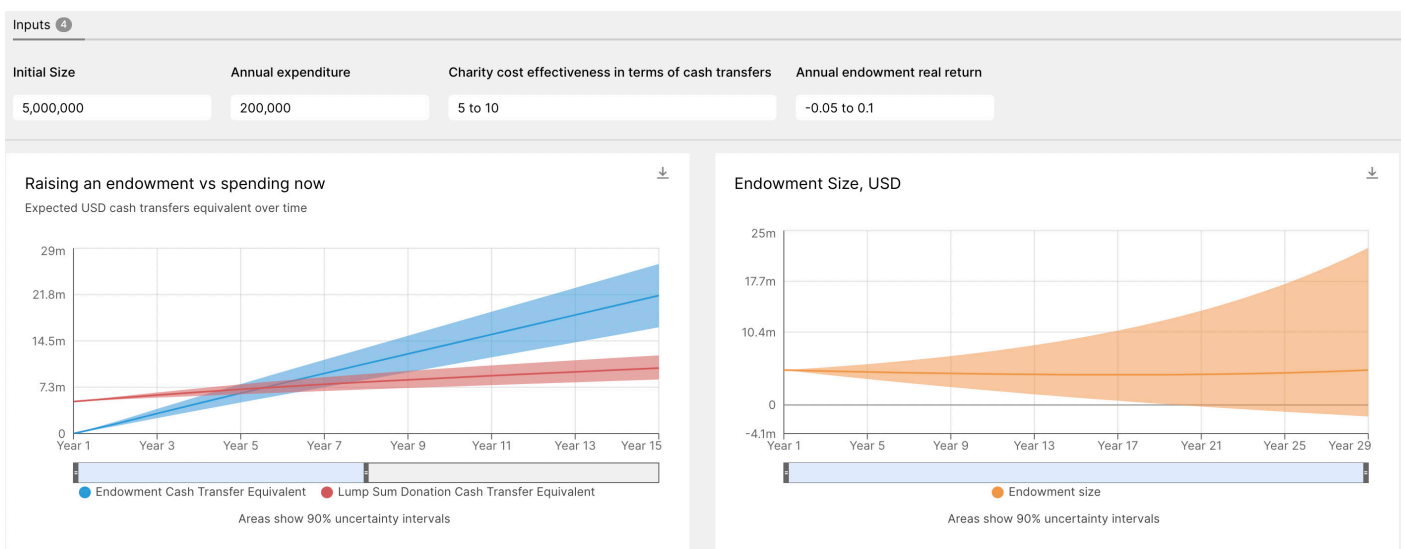 Inputs 4
Initial Size Annual expenditure Charity cost effectiveness in terms of cash transfers Annual endowment real return
5,000,000 200,000 5 to 10 -0.05 to 0.1
Raising an endowment vs spending now
Expected USD cash transfers equivalent over time
29m
21.8m
14.5m
7.3m
0
Year 1 Year 3 Year 5 Year 7 Year 9 Year 11 Year 13 Year 15
Endowment Cash Transfer Equivalent Lump Sum Donation Cash Transfer Equivalent
Areas show 90% uncertainty intervals
Endowment Size, USD
25m
17.7m
10.4m
0
-4.1m
Year 1 Year 5 Year 9 Year 13 Year 17 Year 21 Year 25 Year 29
Endowment size
Areas show 90% uncertainty intervals